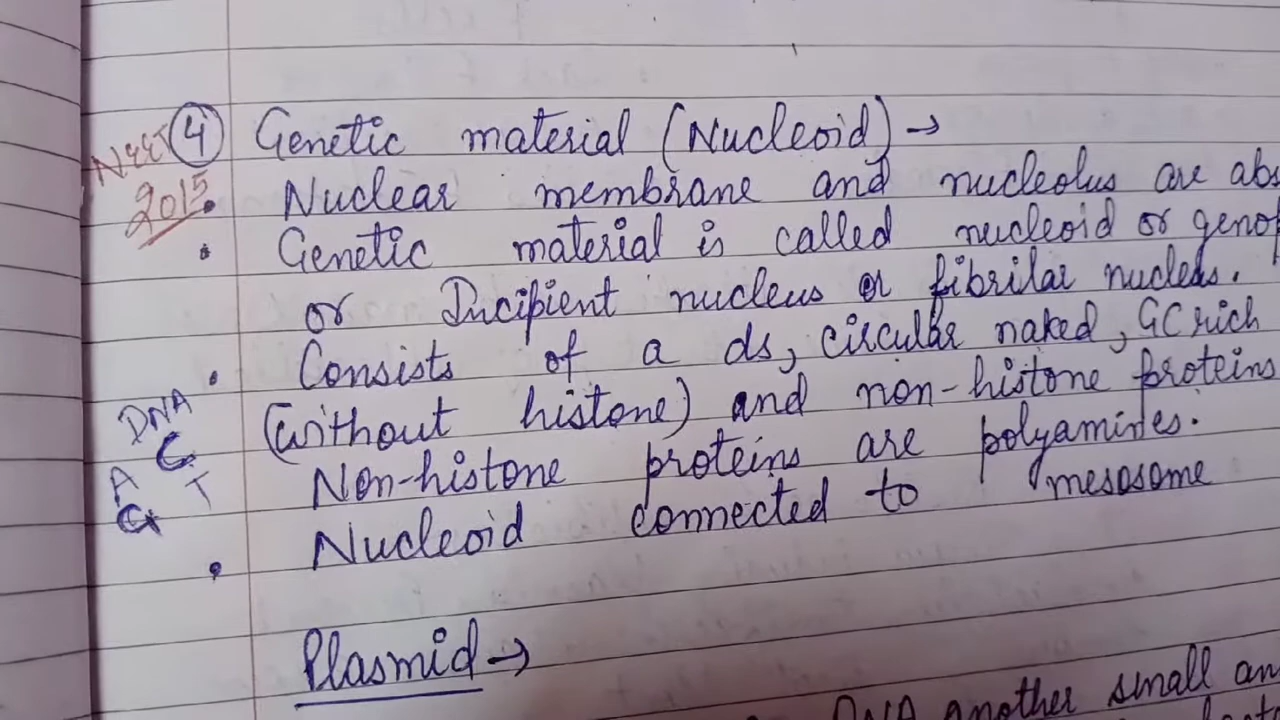 NEET 2015
④ Genetic material (Nucleoid) →
• Nuclear membrane and nucleolus are abs
• Genetic material is called nucleoid or genop
or Incipient nucleus or fibrilar nucleus.
• Consists of a ds, circular naked, GC rich
(without histone) and non-histone proteins
Non-histone proteins are polyamines.
• Nucleoid connected to mesosome
DNA
C
A T
G
Plasmid →
DNA another small an